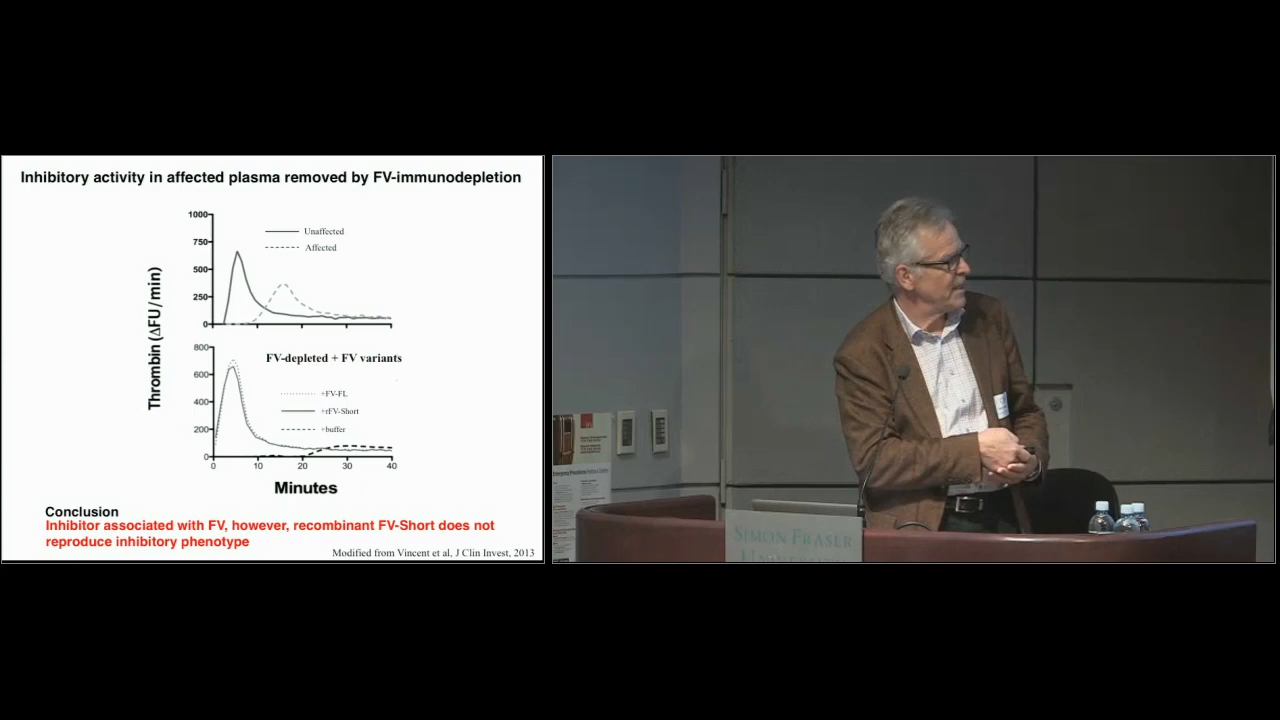 Inhibitory activity in affected plasma removed by FV-immunodepletion
1000
750
500
250
0
Unaffected
Affected
Thrombin (ΔFU/min)
800
600
400
200
0
FV-depleted + FV variants
+FV-FL
+rFV-Short
+buffer
0 10 20 30 40
Minutes
Conclusion
Inhibitor associated with FV, however, recombinant FV-Short does not
reproduce inhibitory phenotype
Modified from Vincent et al, J Clin Invest, 2013
SIMON FRASER
UNIVERSITY